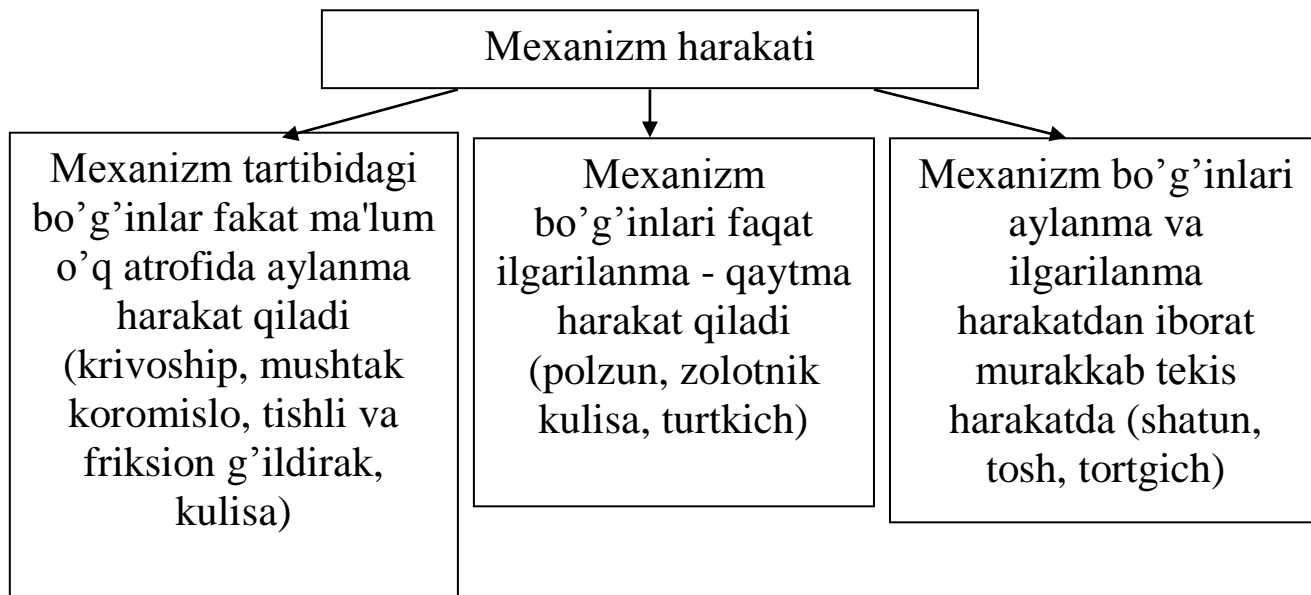 Mexanizm harakati
Mexanizm tartibidagi
bo’g’inlar fakat ma'lum
o’q atrofida aylanma
harakat qiladi
(krivoship, mushtak
koromislo, tishli va
friksion g’ildirak,
kulisa)
Mexanizm
bo’g’inlari faqat
ilgarilanma - qaytma
harakat qiladi
(polzun, zolotnik
kulisa, turtkich)
Mexanizm bo’g’inlari
aylanma va
ilgarilanma
harakatdan iborat
murakkab tekis
harakatda (shatun,
tosh, tortgich)